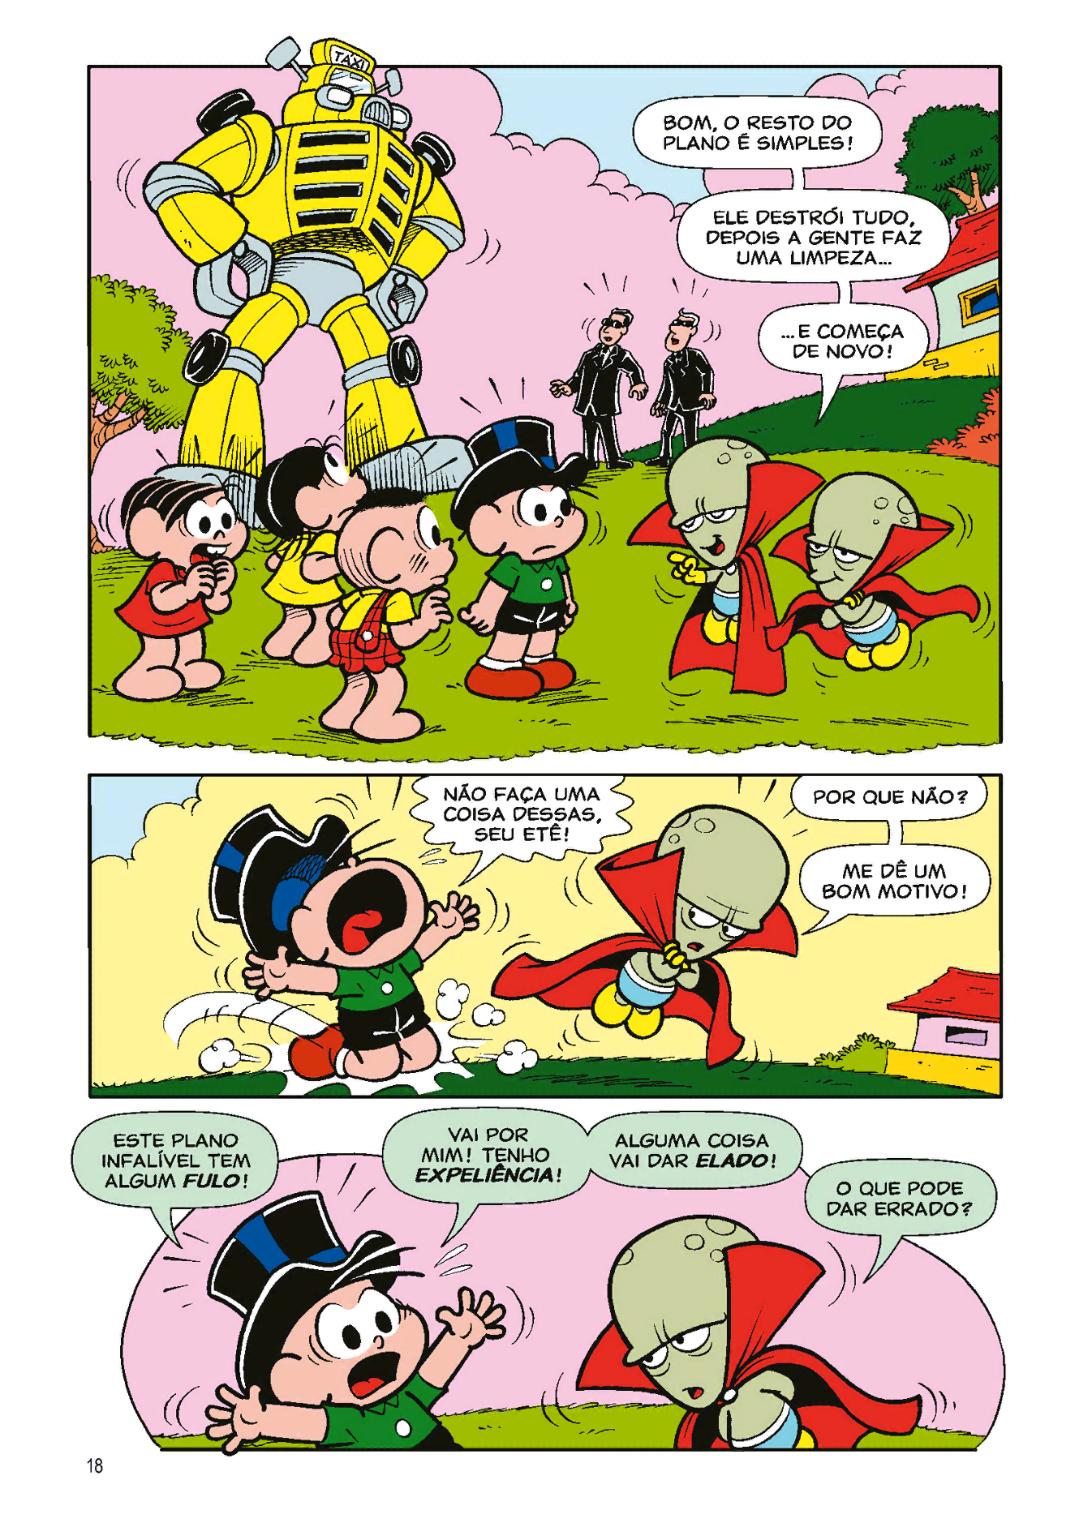 TÁXI
BOM, O RESTO DO
PLANO É SIMPLES!
ELE DESTRÓI TUDO,
DEPOIS A GENTE FAZ
UMA LIMPEZA...
...E COMEÇA
DE NOVO!
NÃO FAÇA UMA
COISA DESSAS,
SEU ETÊ!
POR QUE NÃO?
ME DÊ UM
BOM MOTIVO!
ESTE PLANO
INFALÍVEL TEM
ALGUM FULO!
VAI POR
MIM! TENHO
EXPELIÊNCIA!
ALGUMA COISA
VAI DAR ELADO!
O QUE PODE
DAR ERRADO?
18